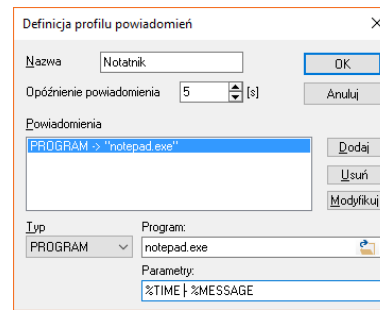 Definicja profilu powiadomień
Nazwa Notatnik OK
Opóźnienie powiadomienia 5 [s] Anuluj
Powiadomienia
PROGRAM -> "notepad.exe" Dodaj
Usuń
Modyfikuj
Typ Program:
PROGRAM notepad.exe
Parametry:
%TIME - %MESSAGE